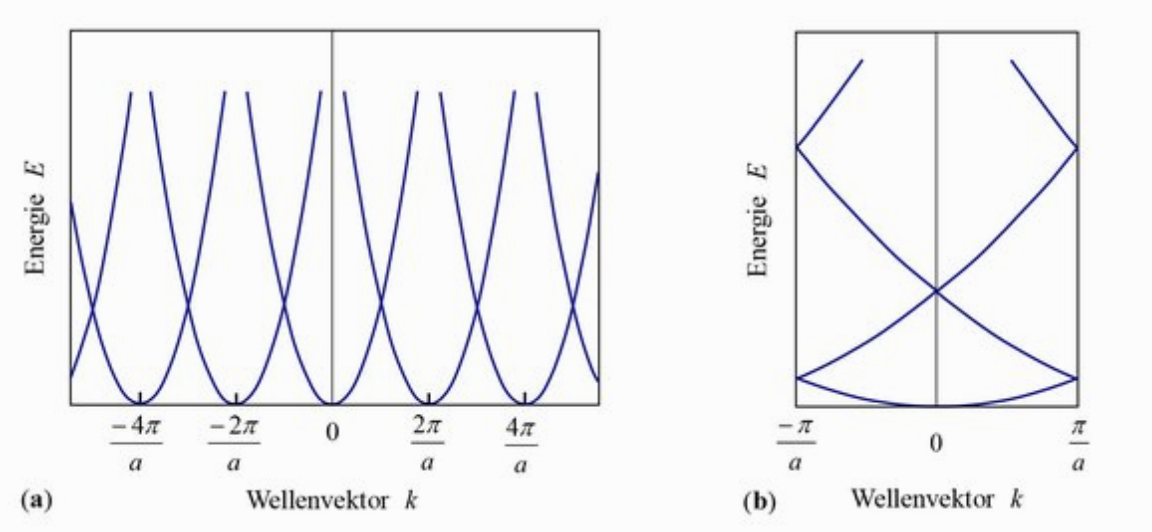 Energie E
−4π
a
−2π
a
0
2π
a
4π
a
(a)
Wellenvektor k
Energie E
−π
a
0
π
a
(b)
Wellenvektor k